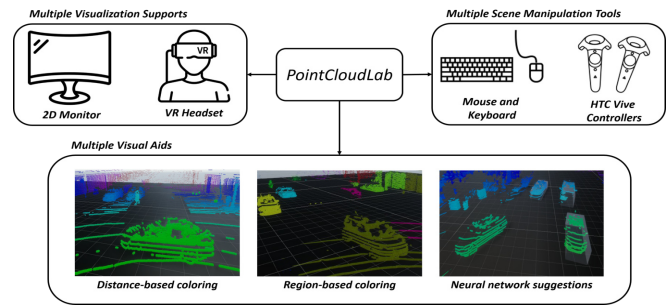 Multiple Visualization Supports
VR
2D Monitor
VR Headset
PointCloudLab
Multiple Scene Manipulation Tools
Mouse and
Keyboard
HTC Vive
Controllers
Multiple Visual Aids
Distance-based coloring
Region-based coloring
Neural network suggestions